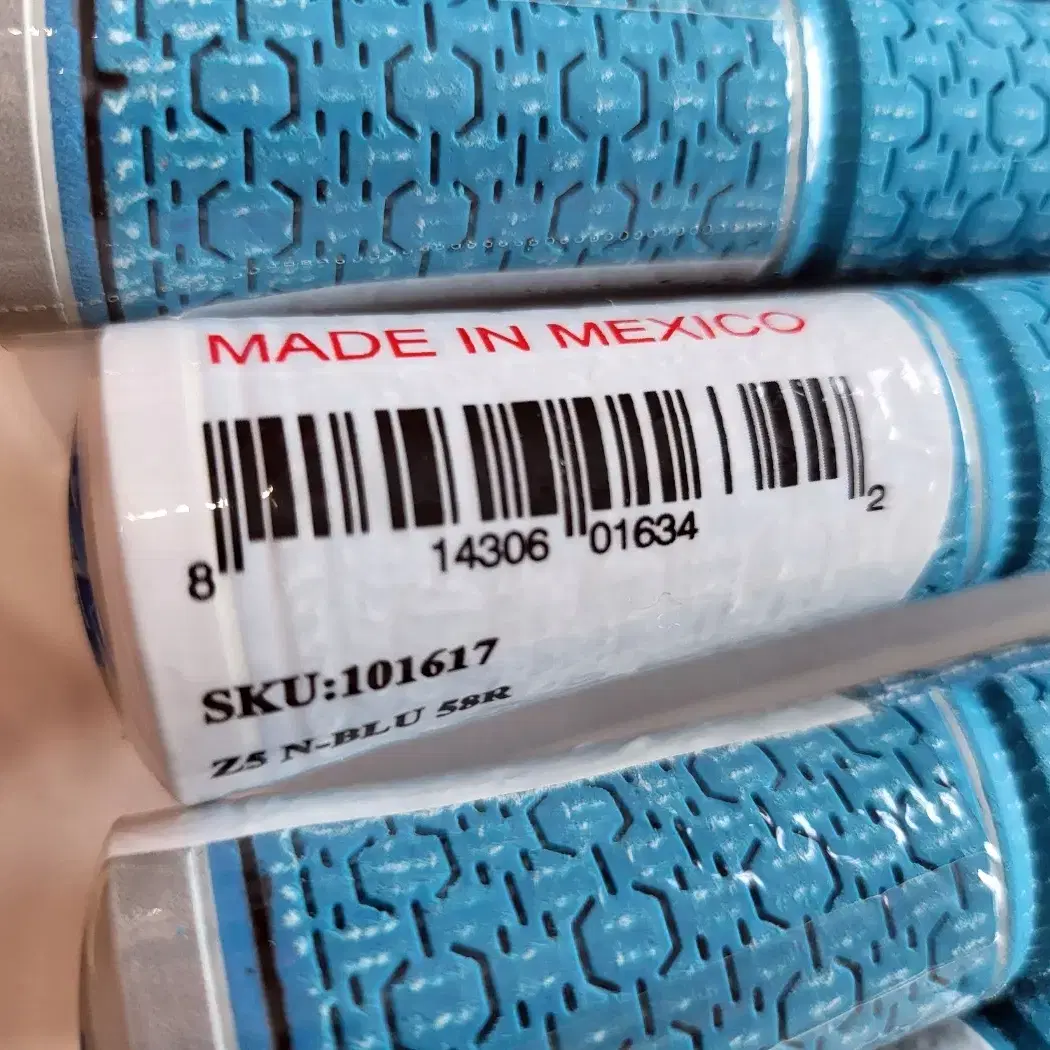 MADE IN MEXICO
8 14306 01634 2
SKU:101617
Z5 N-BLU 58R